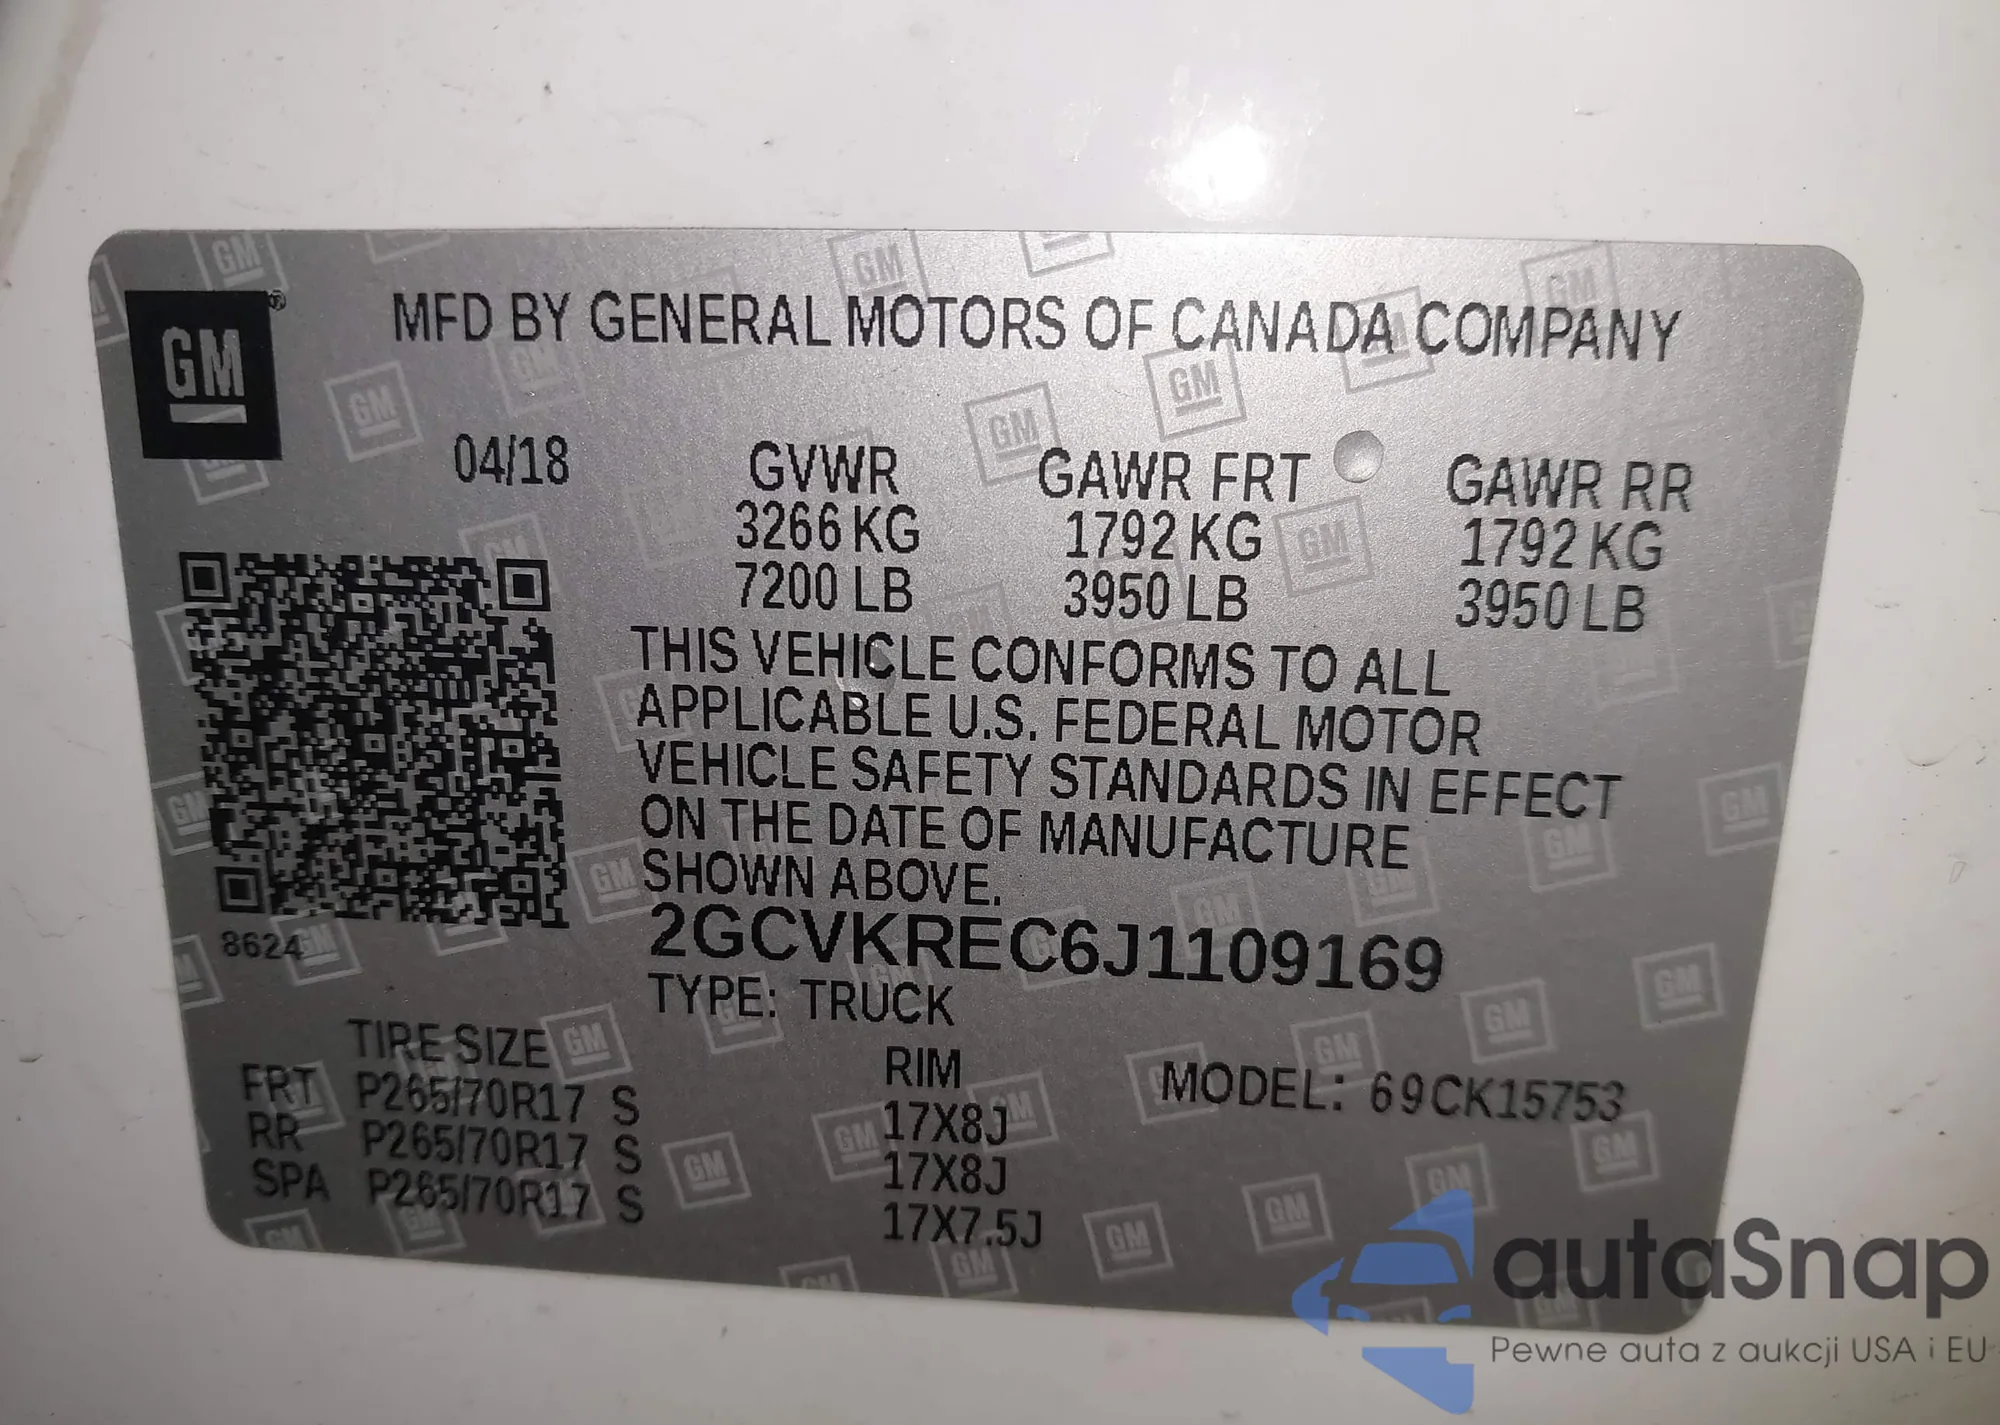 GM
MFD BY GENERAL MOTORS OF CANADA COMPANY
04/18 GVWR GAWR FRT GAWR RR
3266 KG 1792 KG 1792 KG
7200 LB 3950 LB 3950 LB
THIS VEHICLE CONFORMS TO ALL
APPLICABLE U.S. FEDERAL MOTOR
VEHICLE SAFETY STANDARDS IN EFFECT
ON THE DATE OF MANUFACTURE
SHOWN ABOVE.
8624
2GCVKREC6J1109169
TYPE: TRUCK
TIRE SIZE RIM MODEL: 69CK15753
FRT P265/70R17 S 17X8J
RR P265/70R17 S 17X8J
SPA P265/70R17 S 17X7.5J
autaSnap
Pewne auta z aukcji USA i EU